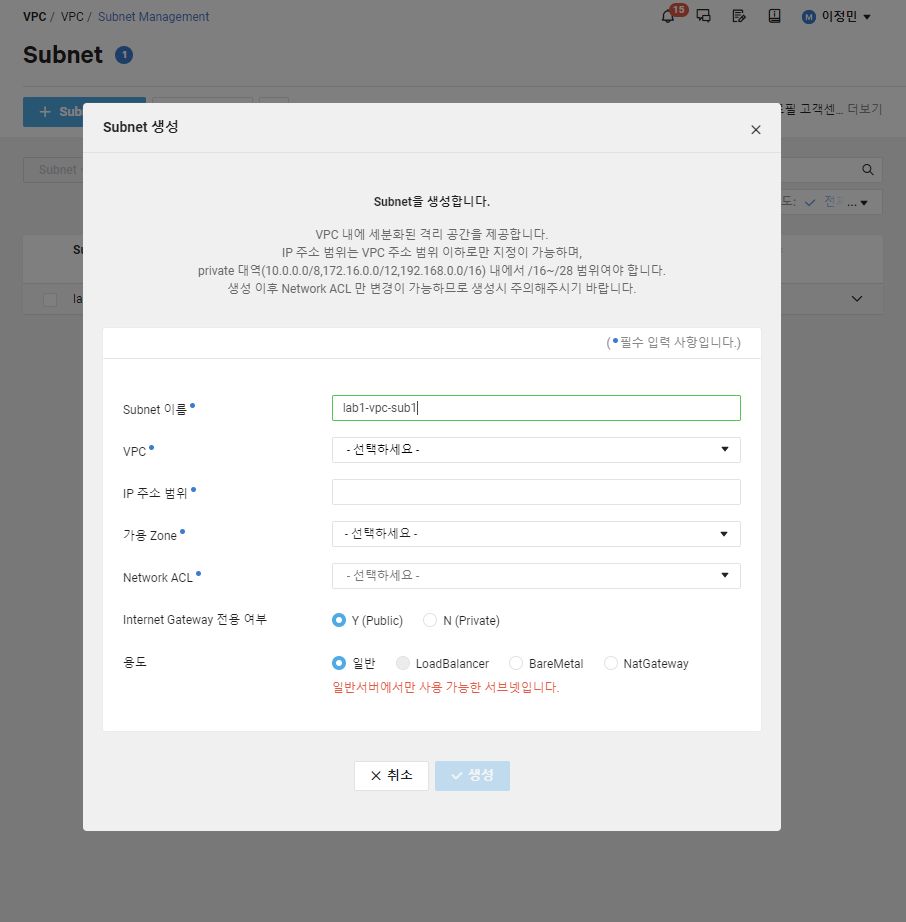 VPC / VPC / Subnet Management
15
M 이정민
Subnet 1
+ Sub
필 고객센... 더보기
Subnet
도: 전 ...
Su
la
Subnet 생성
Subnet을 생성합니다.
VPC 내에 세분화된 격리 공간을 제공합니다.
IP 주소 범위는 VPC 주소 범위 이하로만 지정이 가능하며,
private 대역(10.0.0.0/8,172.16.0.0/12,192.168.0.0/16) 내에서 /16~/28 범위여야 합니다.
생성 이후 Network ACL 만 변경이 가능하므로 생성시 주의해주시기 바랍니다.
(•필수 입력 사항입니다.)
Subnet 이름• lab1-vpc-sub1
VPC• - 선택하세요 -
IP 주소 범위•
가용 Zone• - 선택하세요 -
Network ACL• - 선택하세요 -
Internet Gateway 전용 여부 Y (Public) N (Private)
용도 일반 LoadBalancer BareMetal NatGateway
일반서버에서만 사용 가능한 서브넷입니다.
취소 생성